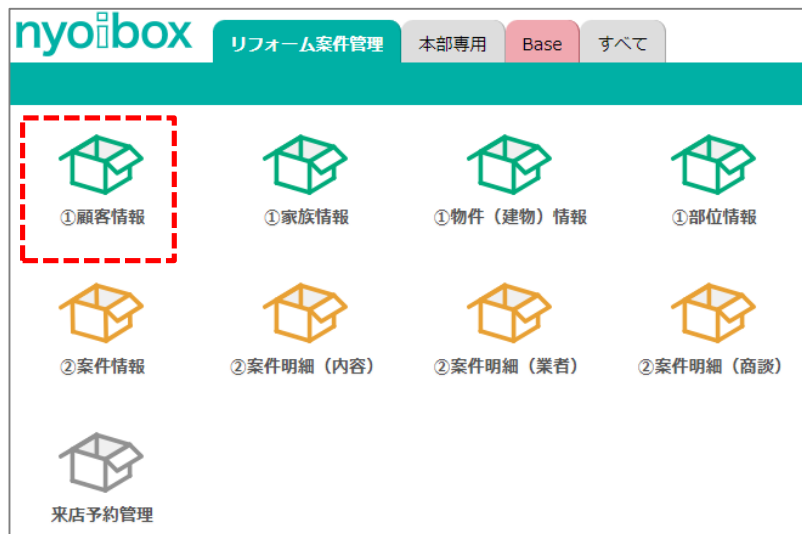 nyoibox
リフォーム案件管理
本部専用
Base
すべて
①顧客情報
①家族情報
①物件（建物）情報
①部位情報
②案件情報
②案件明細（内容）
②案件明細（業者）
②案件明細（商談）
来店予約管理